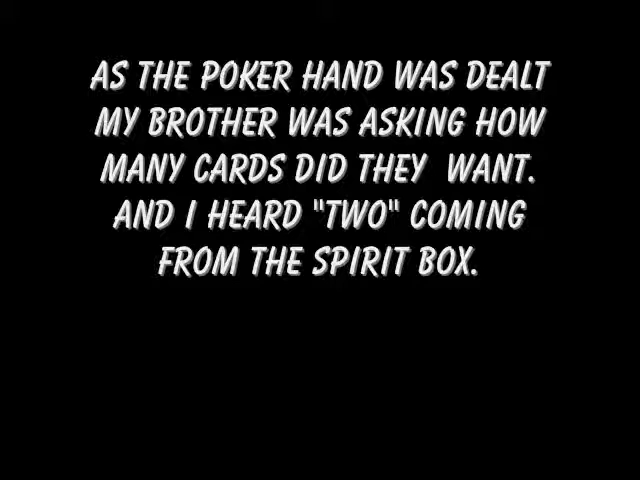 AS THE POKER HAND WAS DEALT
MY BROTHER WAS ASKING HOW
MANY CARDS DID THEY  WANT.
AND I HEARD "TWO" COMING
FROM THE SPIRIT BOX.